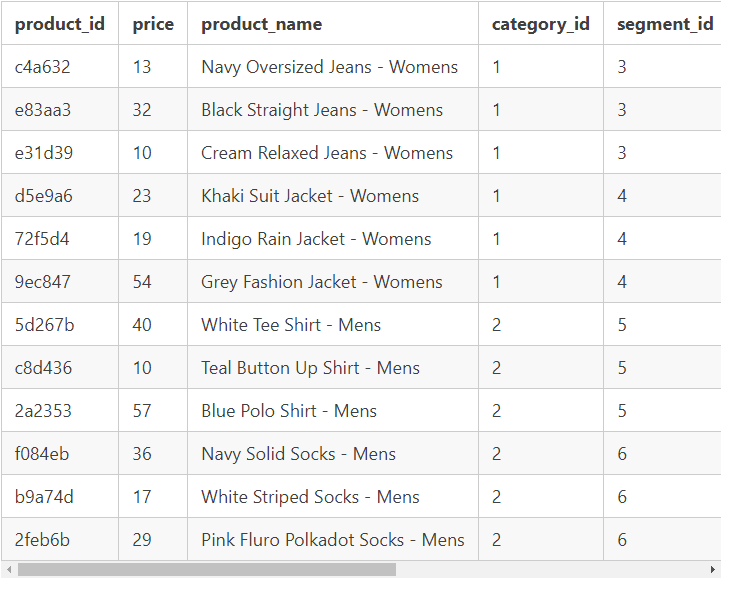 product_id price product_name category_id segment_id
c4a632 13 Navy Oversized Jeans - Womens 1 3
e83aa3 32 Black Straight Jeans - Womens 1 3
e31d39 10 Cream Relaxed Jeans - Womens 1 3
d5e9a6 23 Khaki Suit Jacket - Womens 1 4
72f5d4 19 Indigo Rain Jacket - Womens 1 4
9ec847 54 Grey Fashion Jacket - Womens 1 4
5d267b 40 White Tee Shirt - Mens 2 5
c8d436 10 Teal Button Up Shirt - Mens 2 5
2a2353 57 Blue Polo Shirt - Mens 2 5
f084eb 36 Navy Solid Socks - Mens 2 6
b9a74d 17 White Striped Socks - Mens 2 6
2feb6b 29 Pink Fluro Polkadot Socks - Mens 2 6